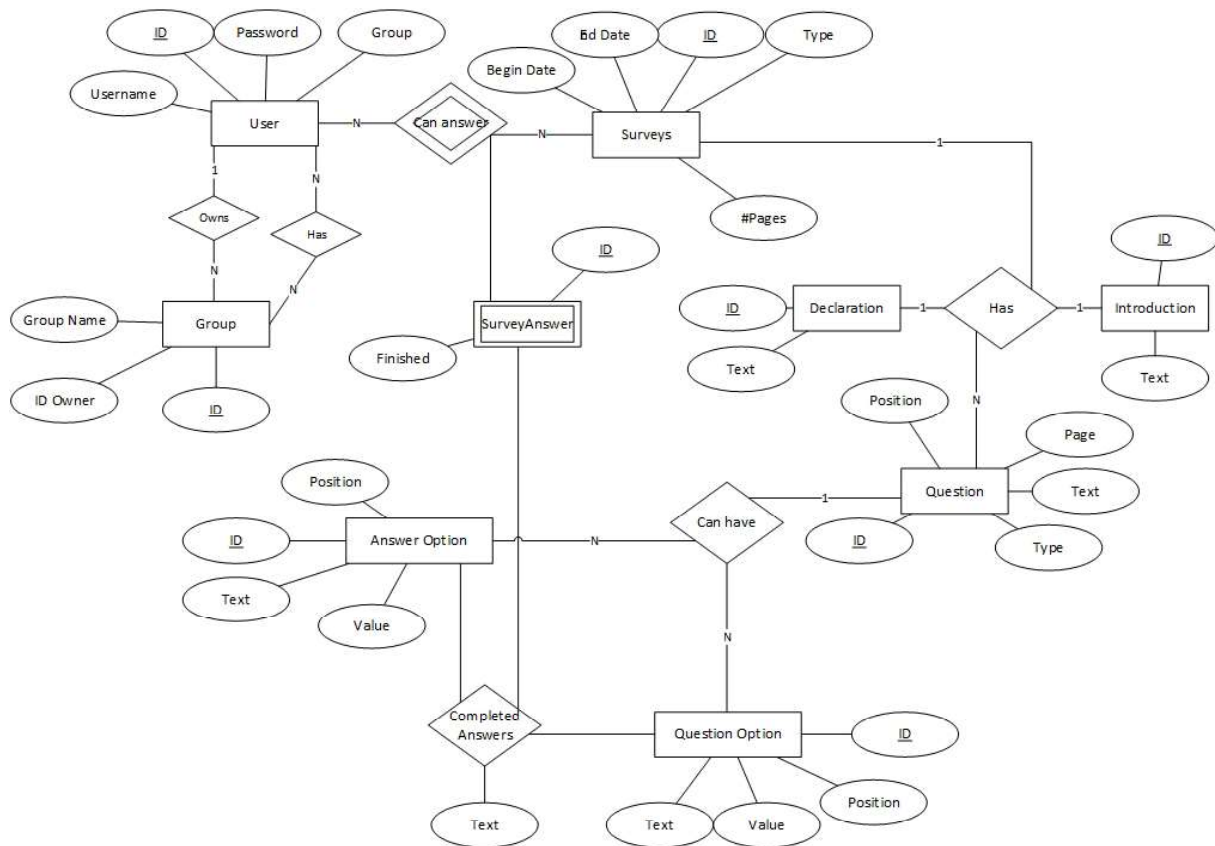 ID
Password
Group
Username
User
N
Can answer
N
Begin Date
End Date
ID
Type
Surveys
1
#Pages
1
N
Owns
Has
N
N
Group Name
Group
ID Owner
ID
ID
SurveyAnswer
Finished
ID
Declaration
1
Has
1
Introduction
ID
Text
Text
N
Position
Page
Question
Text
ID
Type
Position
ID
Answer Option
N
Can have
1
Text
Value
N
Completed
Answers
Question Option
ID
Text
Text
Value
Position